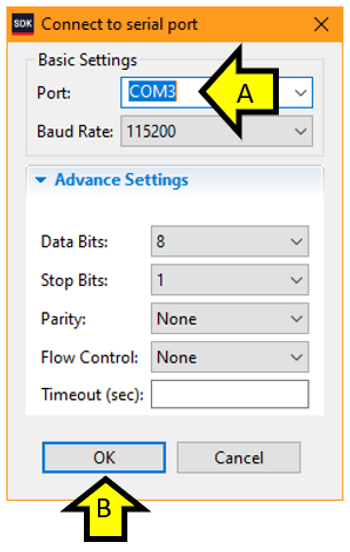 SDK Connect to serial port
Basic Settings
Port: COM3 A
Baud Rate: 115200
Advance Settings
Data Bits: 8
Stop Bits: 1
Parity: None
Flow Control: None
Timeout (sec):
OK Cancel
B